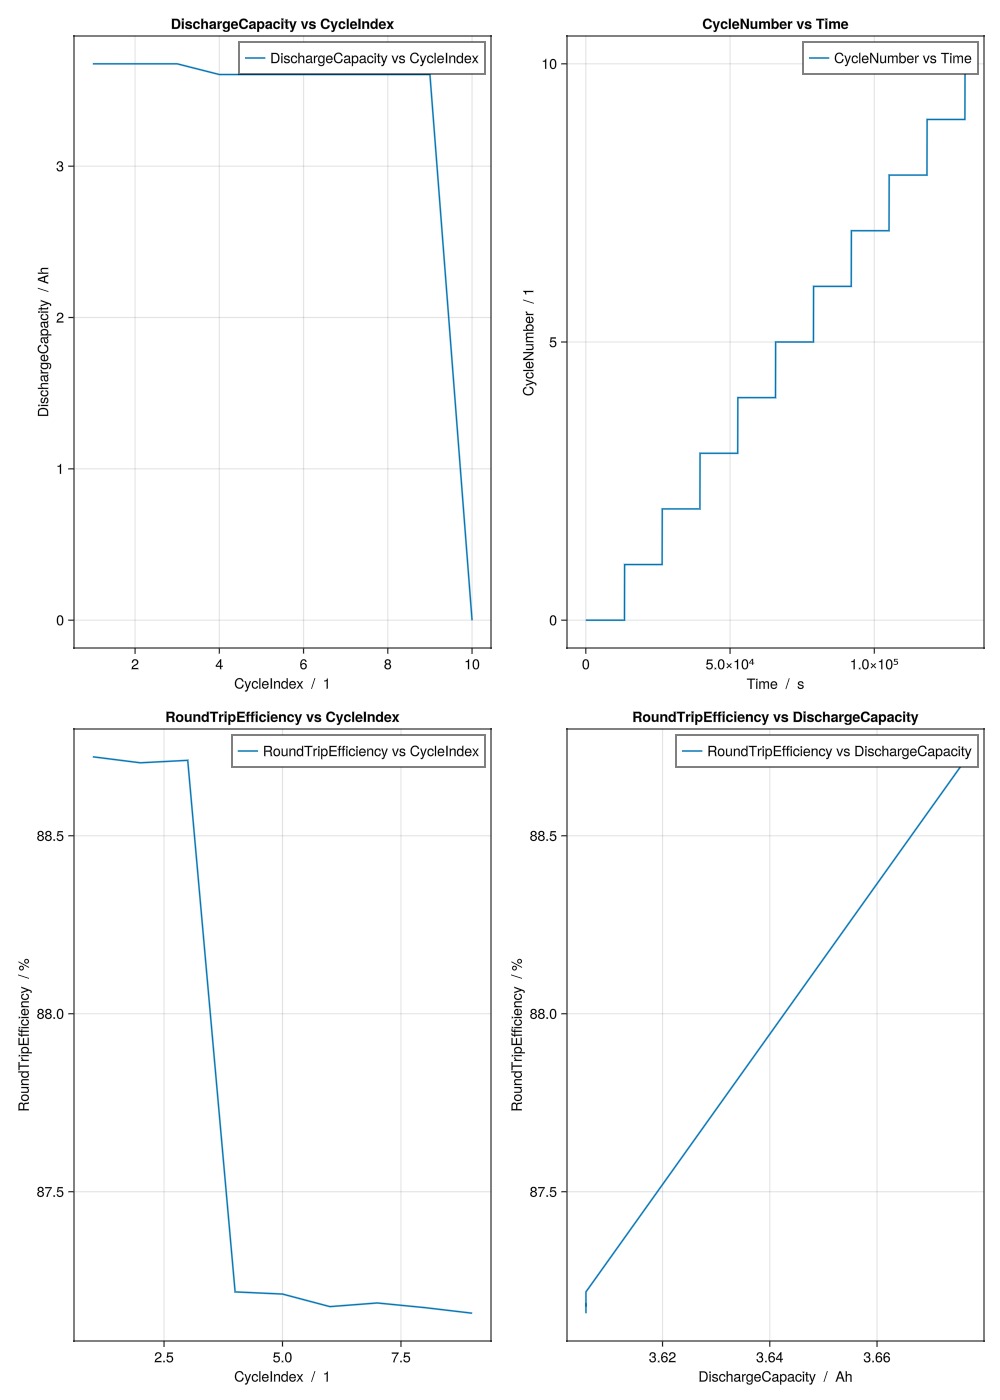 DischargeCapacity vs CycleIndex
DischargeCapacity vs CycleIndex
DischargeCapacity / Ah
3
2
1
0
2 4 6 8 10
CycleIndex / 1
CycleNumber vs Time
CycleNumber vs Time
CycleNumber / 1
10
5
0
0 5.0×10⁴ 1.0×10⁵
Time / s
RoundTripEfficiency vs CycleIndex
RoundTripEfficiency vs CycleIndex
RoundTripEfficiency / %
88.5
88.0
87.5
2.5 5.0 7.5
CycleIndex / 1
RoundTripEfficiency vs DischargeCapacity
RoundTripEfficiency vs DischargeCapacity
RoundTripEfficiency / %
88.5
88.0
87.5
3.62 3.64 3.66
DischargeCapacity / Ah